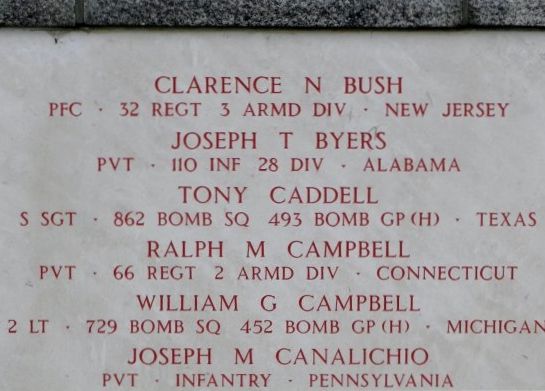 CLARENCE N BUSH
PFC · 32 REGT 3 ARMD DIV · NEW JERSEY
JOSEPH T BYERS
PVT · 110 INF 28 DIV · ALABAMA
TONY CADDELL
S SGT · 862 BOMB SQ 493 BOMB GP (H) · TEXAS
RALPH M CAMPBELL
PVT · 66 REGT 2 ARMD DIV · CONNECTICUT
WILLIAM G CAMPBELL
2 LT · 729 BOMB SQ 452 BOMB GP (H) · MICHIGAN
JOSEPH M CANALICHIO
PVT · INFANTRY · PENNSYLVANIA